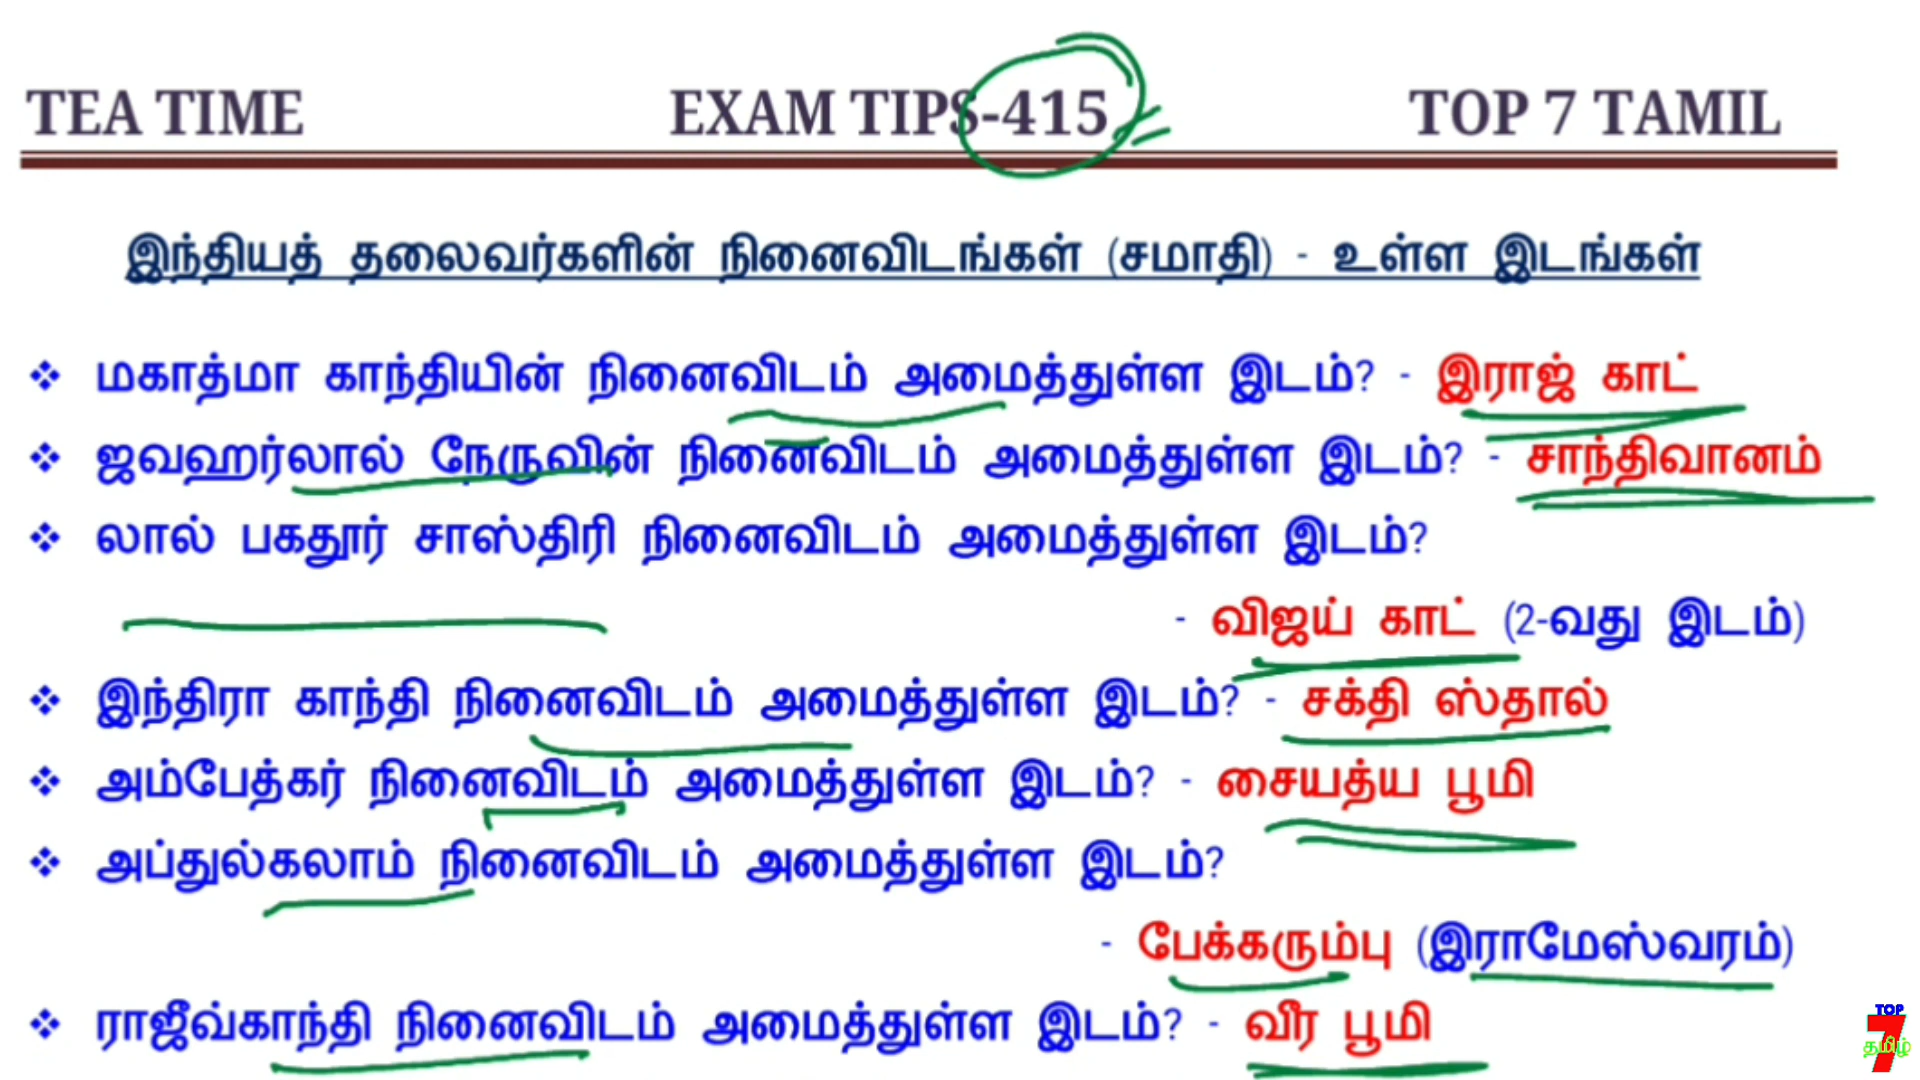 TEA TIME EXAM TIPS-415 TOP 7 TAMIL
இந்தியத் தலைவர்களின் நினைவிடங்கள் (சமாதி) - உள்ள இடங்கள்
❖ மகாத்மா காந்தியின் நினைவிடம் அமைத்துள்ள இடம்? - இராஜ் காட்
❖ ஜவஹர்லால் நேருவின் நினைவிடம் அமைத்துள்ள இடம்? - சாந்திவானம்
❖ லால் பகதூர் சாஸ்திரி நினைவிடம் அமைத்துள்ள இடம்?
- விஜய் காட் (2-வது இடம்)
❖ இந்திரா காந்தி நினைவிடம் அமைத்துள்ள இடம்? - சக்தி ஸ்தால்
❖ அம்பேத்கர் நினைவிடம் அமைத்துள்ள இடம்? - சையத்ய பூமி
❖ அப்துல்கலாம் நினைவிடம் அமைத்துள்ள இடம்?
- பேக்கரும்பு (இராமேஸ்வரம்)
❖ ராஜீவ்காந்தி நினைவிடம் அமைத்துள்ள இடம்? - வீர பூமி
TOP
7
தமிழ்